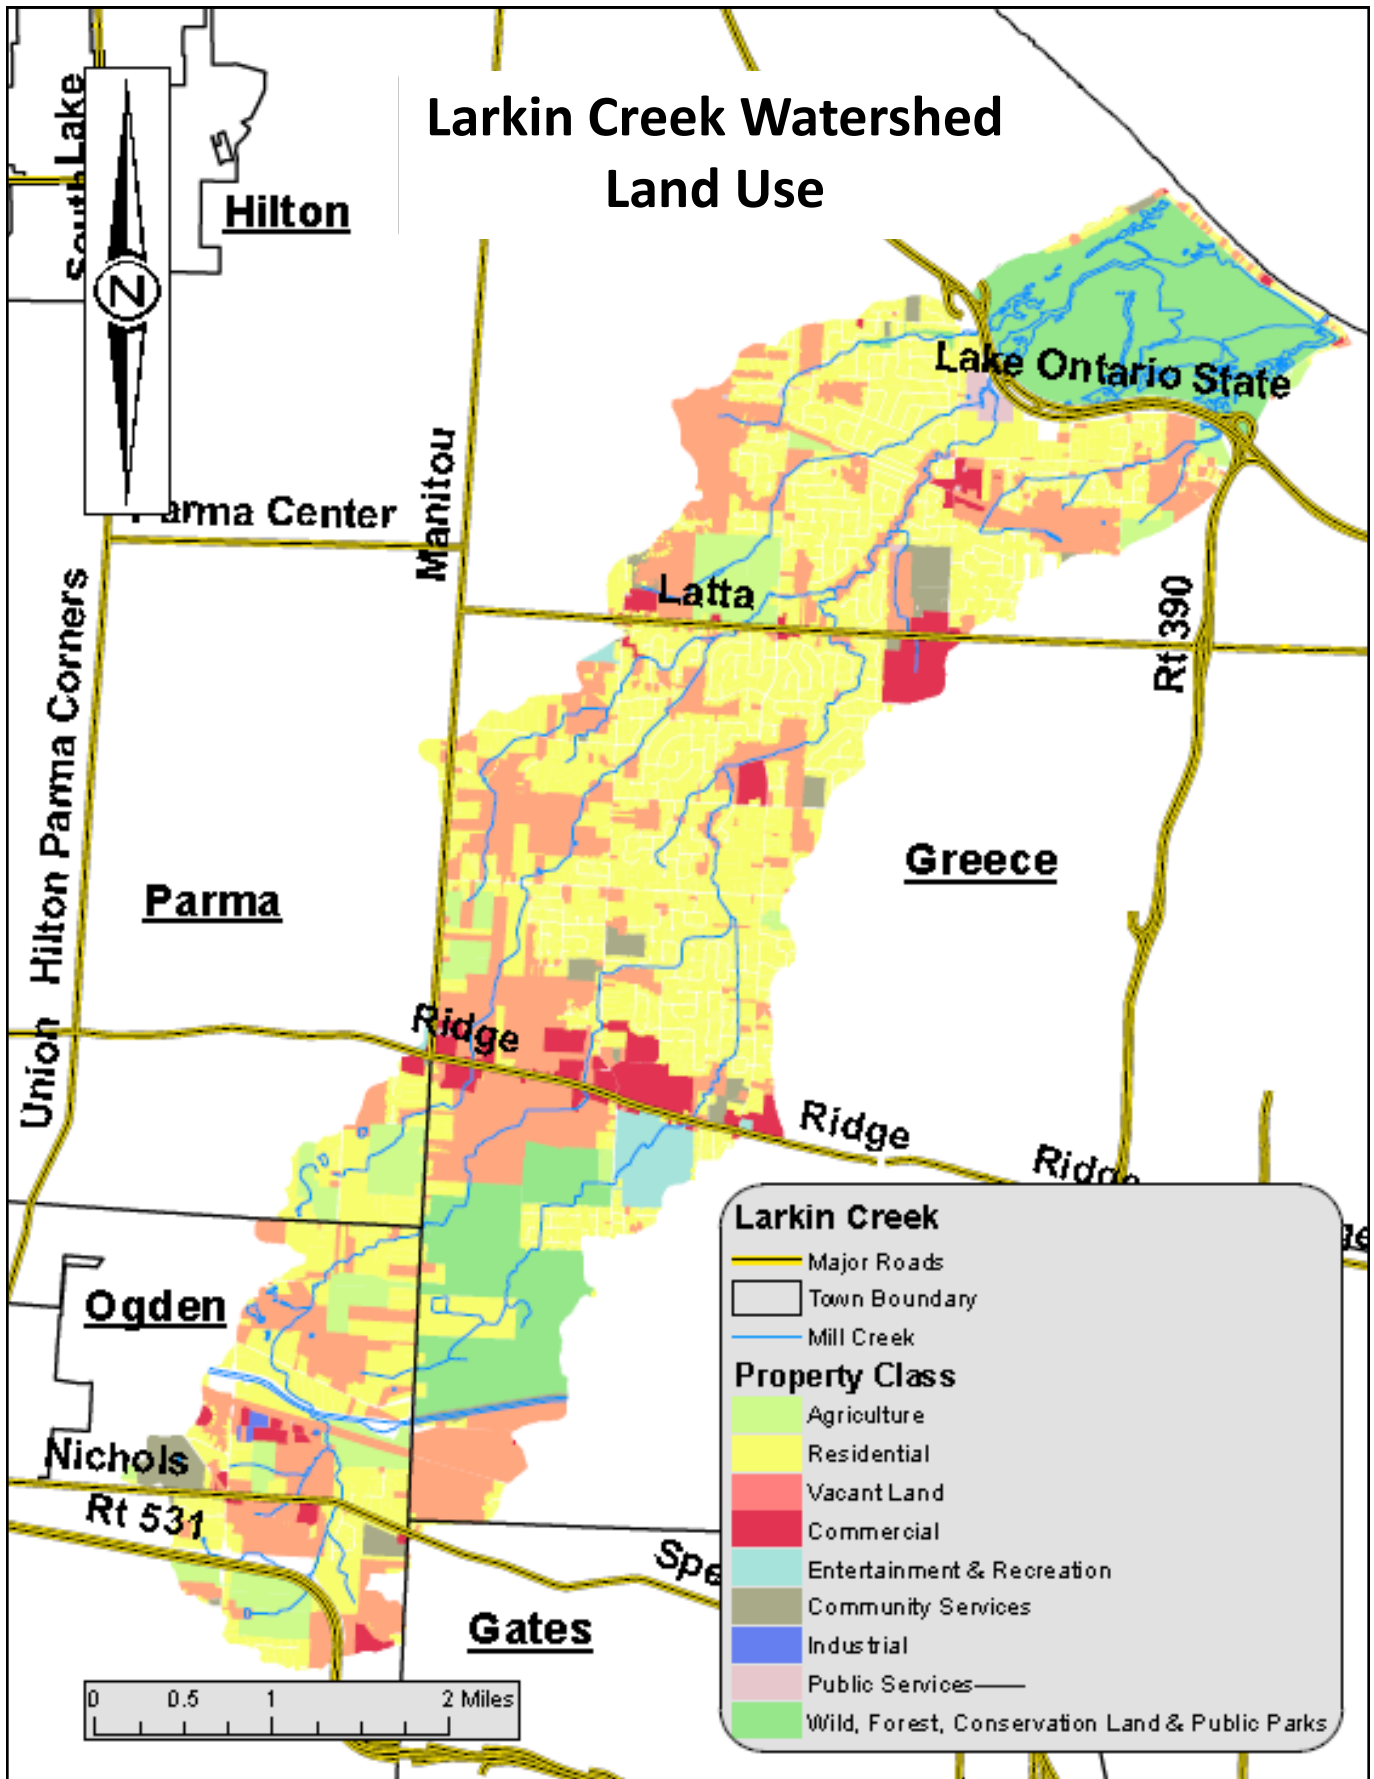 Larkin Creek Watershed
Land Use
South Lake
Hilton
N
Lake Ontario State
Parma Center
Manitou
Latta
Rt 390
Union Hilton Parma Corners
Greece
Parma
Ridge
Ridge
Ridge
Ogden
Nichols
Rt 531
Spe
Gates
Larkin Creek
Major Roads
Town Boundary
Mill Creek
Property Class
Agriculture
Residential
Vacant Land
Commercial
Entertainment & Recreation
Community Services
Industrial
Public Services
Wild, Forest, Conservation Land & Public Parks
0 0.5 1 2 Miles